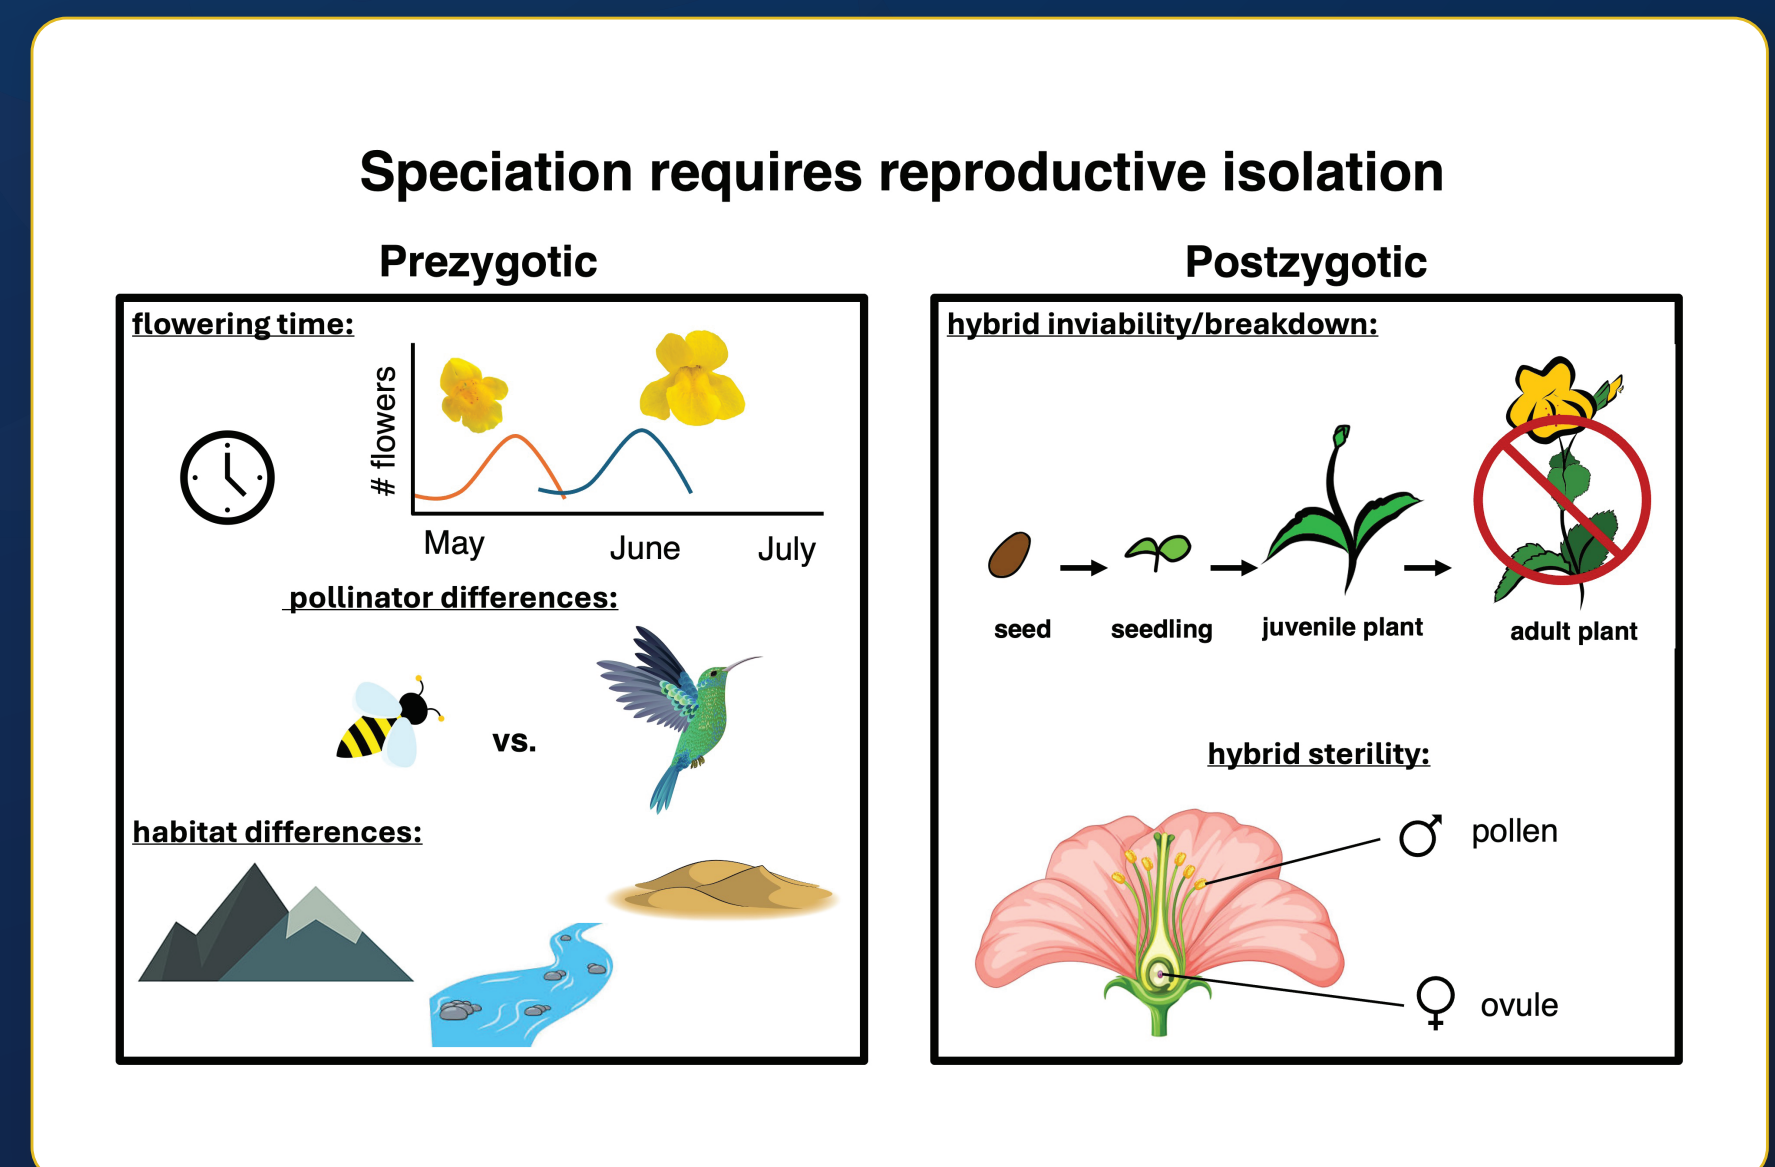 Speciation requires reproductive isolation
Prezygotic
flowering time:
# flowers
May
June
July
pollinator differences:
vs.
habitat differences:
Postzygotic
hybrid inviability/breakdown:
seed
seedling
juvenile plant
adult plant
hybrid sterility:
♂ pollen
♀ ovule